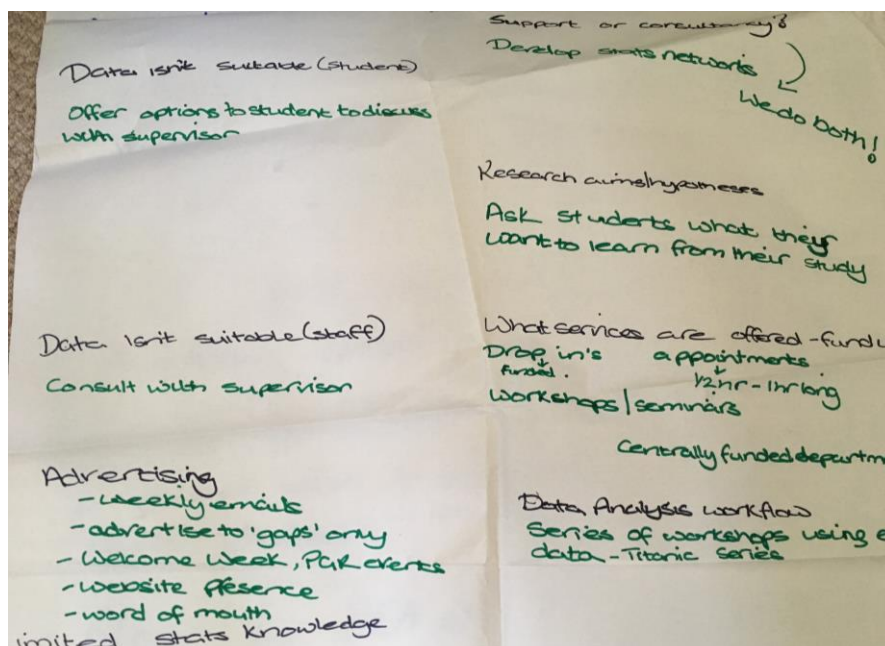 Data isn't suitable (student)
Offer options to student to discuss
with supervisor
Data isn't suitable (staff)
Consult with supervisor
Advertising
- weekly emails
- advertise to 'gaps' only
- Welcome Week, PGR events
- website presence
- word of mouth
stats knowledge
Support or consultancy?
Develop stats networks
We do both!
Research aims/hypotheses
Ask students what they
want to learn from their study
What services are offered -
Drop in's appointments
funded. 1/2hr - 1hr long
workshops/seminars
Centrally funded
Data Analysis workflow
Series of workshops using
data - Titanic series